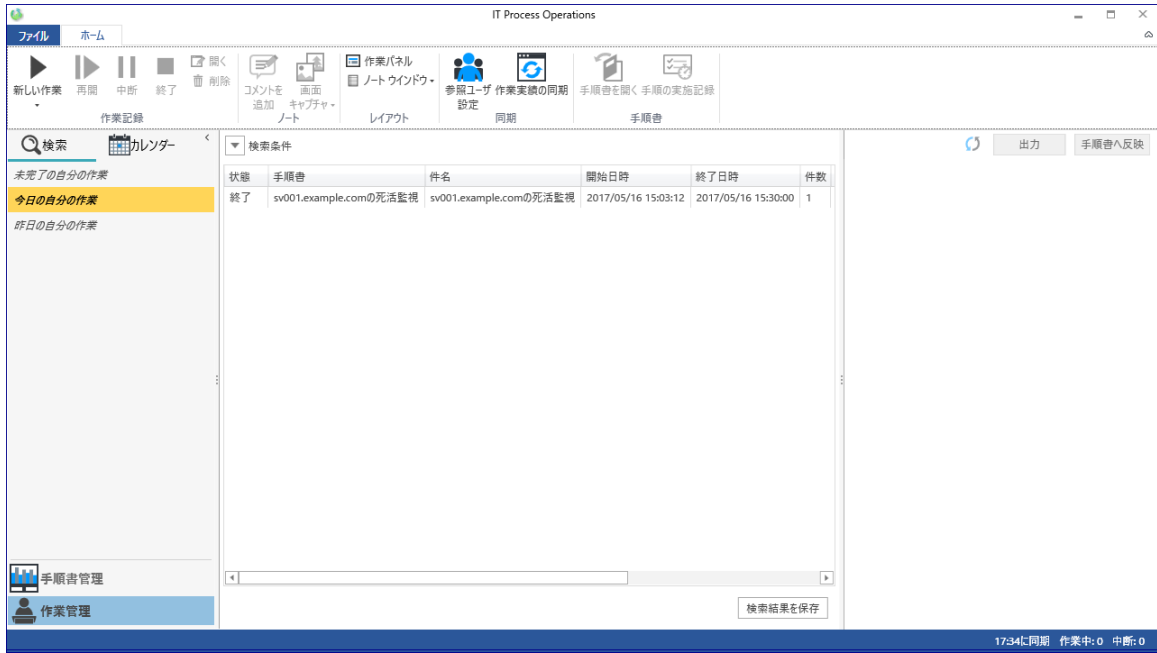 IT Process Operations
ファイル ホーム
新しい作業 再開 中断 終了 開く 削除 コメントを追加 画面キャプチャ 作業パネル ノート ウインドウ 参照ユーザ設定 作業実績の同期 手順書を開く 手順の実施記録
作業記録 ノート レイアウト 同期 手順書
検索 カレンダー
未完了の自分の作業
今日の自分の作業
昨日の自分の作業
手順書管理
作業管理
検索条件
状態 手順書 件名 開始日時 終了日時 件数
終了 sv001.example.comの死活監視 sv001.example.comの死活監視 2017/05/16 15:03:12 2017/05/16 15:30:00 1
検索結果を保存
出力 手順書へ反映
17:34に同期 作業中: 0 中断: 0